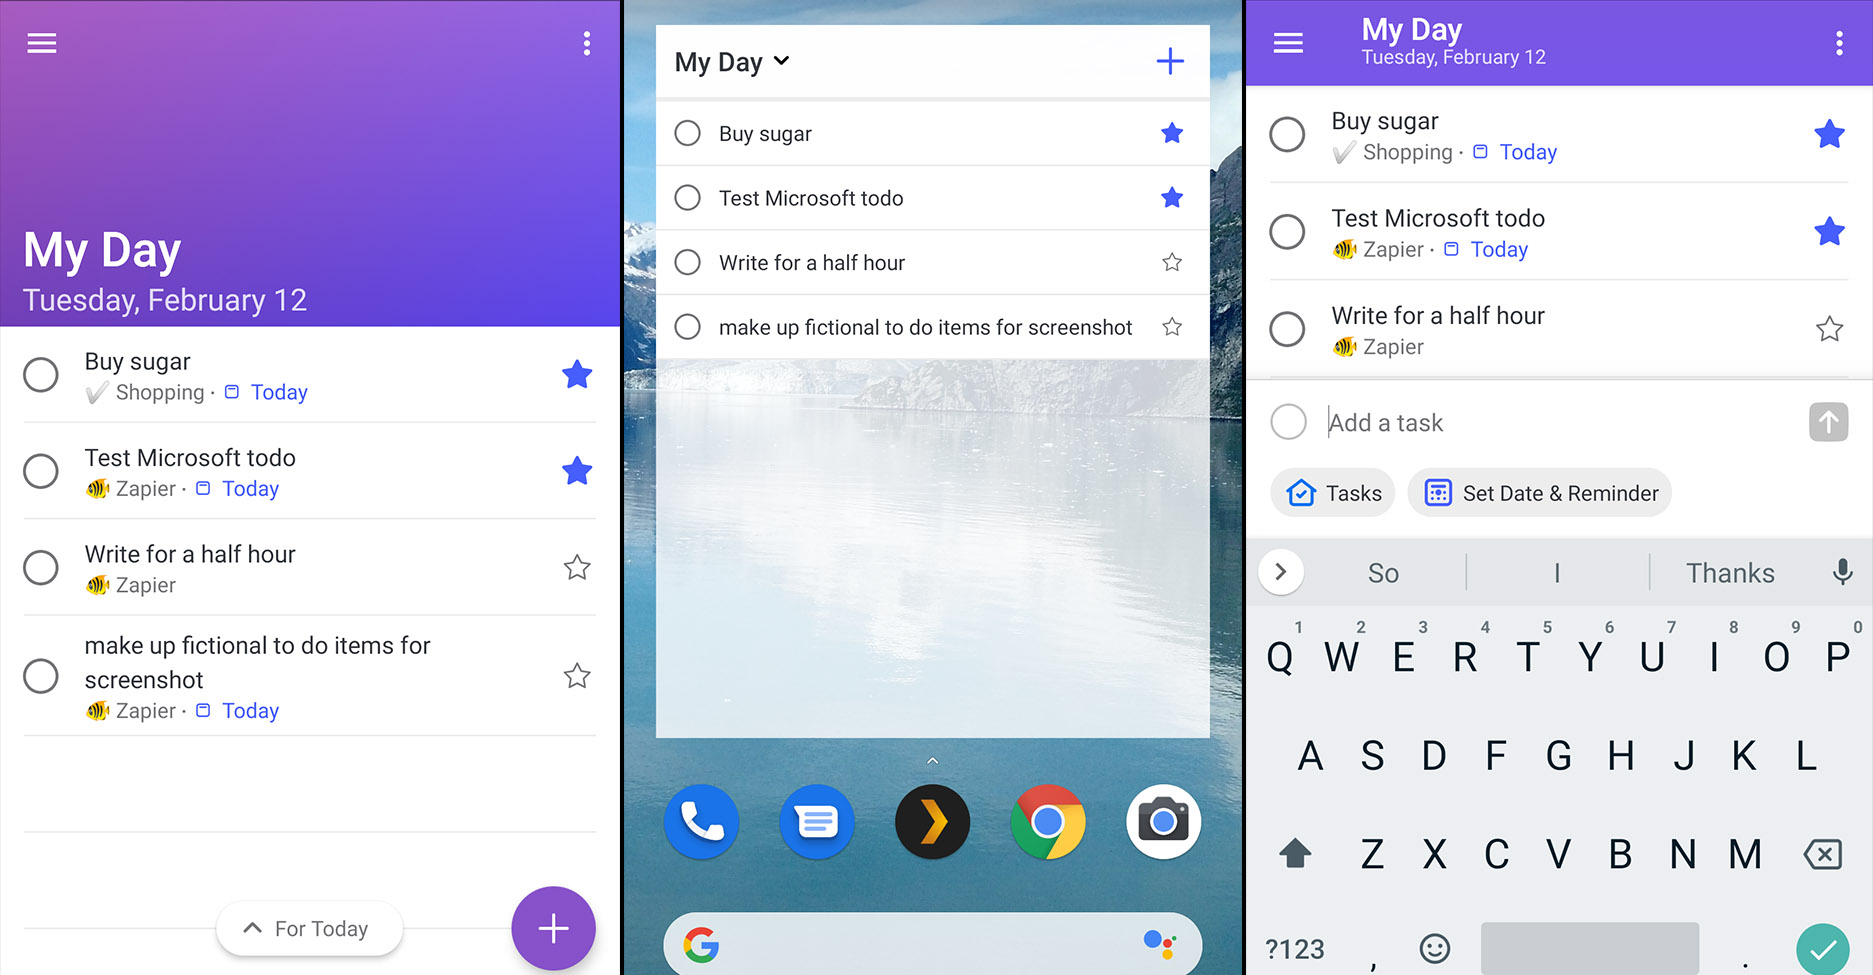 My Day
Tuesday, February 12
Buy sugar
Shopping · Today
Test Microsoft todo
Zapier · Today
Write for a half hour
Zapier
make up fictional to do items for
screenshot
Zapier · Today
For Today
My Day
Buy sugar
Test Microsoft todo
Write for a half hour
make up fictional to do items for screenshot
G
My Day
Tuesday, February 12
Buy sugar
Shopping · Today
Test Microsoft todo
Zapier · Today
Write for a half hour
Zapier
Add a task
Tasks Set Date & Reminder
So I Thanks
1 2 3 4 5 6 7 8 9 0
Q W E R T Y U I O P
A S D F G H J K L
Z X C V B N M
?123 , .